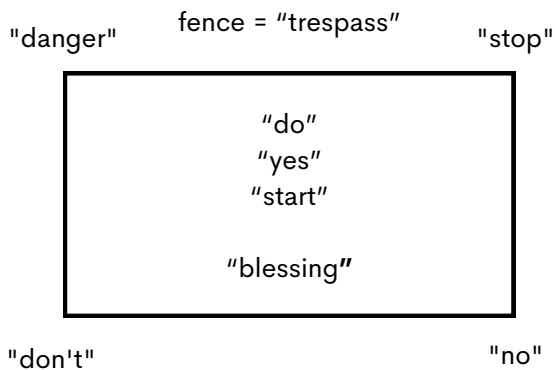 fence = “trespass”
"danger"
"stop"
“do”
“yes”
“start”
“blessing”
"don't"
"no"